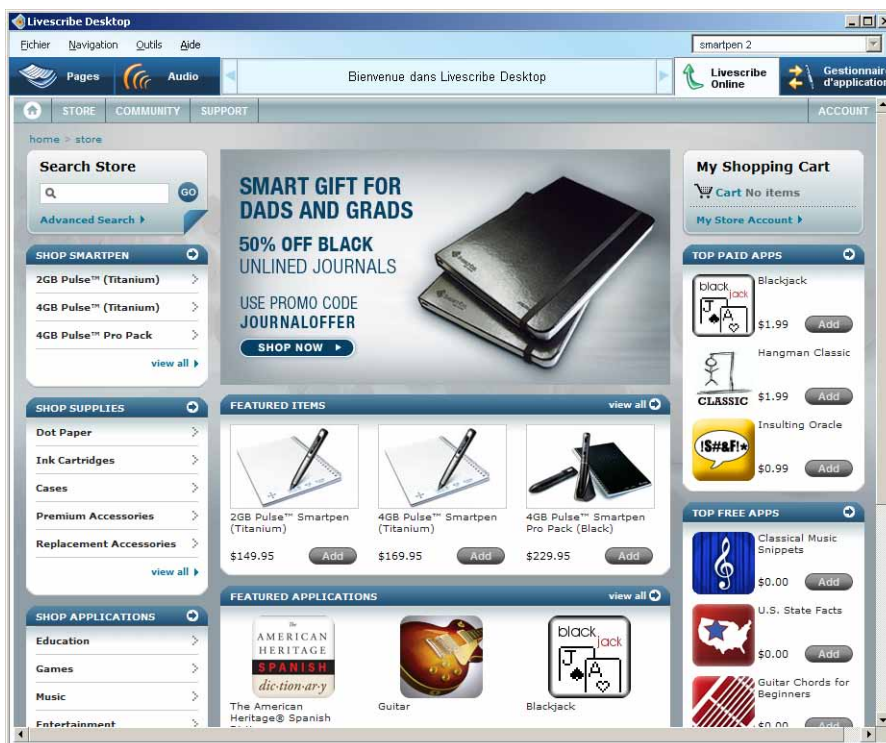 Livescribe Desktop
Fichier Navigation Outils Aide
smartpen 2
Pages
Audio
Bienvenue dans Livescribe Desktop
Livescribe
Online
Gestionnaire
d'application
STORE COMMUNITY SUPPORT
ACCOUNT
home > store
Search Store
GO
Advanced Search
SHOP SMARTPEN
2GB Pulse™ (Titanium)
4GB Pulse™ (Titanium)
4GB Pulse™ Pro Pack
view all
SHOP SUPPLIES
Dot Paper
Ink Cartridges
Cases
Premium Accessories
Replacement Accessories
view all
SHOP APPLICATIONS
Education
Games
Music
Entertainment
SMART GIFT FOR
DADS AND GRADS
50% OFF BLACK
UNLINED JOURNALS
USE PROMO CODE
JOURNALOFFER
SHOP NOW
FEATURED ITEMS
view all
2GB Pulse™ Smartpen
(Titanium)
$149.95 Add
4GB Pulse™ Smartpen
(Titanium)
$169.95 Add
4GB Pulse™ Smartpen
Pro Pack (Black)
$229.95 Add
FEATURED APPLICATIONS
view all
The
AMERICAN
HERITAGE
SPANISH
dic·tion·ar·y
The American
Heritage® Spanish
Guitar
black
jack
J A
Blackjack
My Shopping Cart
Cart No items
My Store Account
TOP PAID APPS
black
jack
J A
Blackjack
$1.99 Add
CLASSIC
Hangman Classic
$1.99 Add
!S#&F!*
Insulting Oracle
$0.99 Add
TOP FREE APPS
Classical Music
Snippets
$0.00 Add
U.S. State Facts
$0.00 Add
Guitar Chords for
Beginners
$0.00 Add